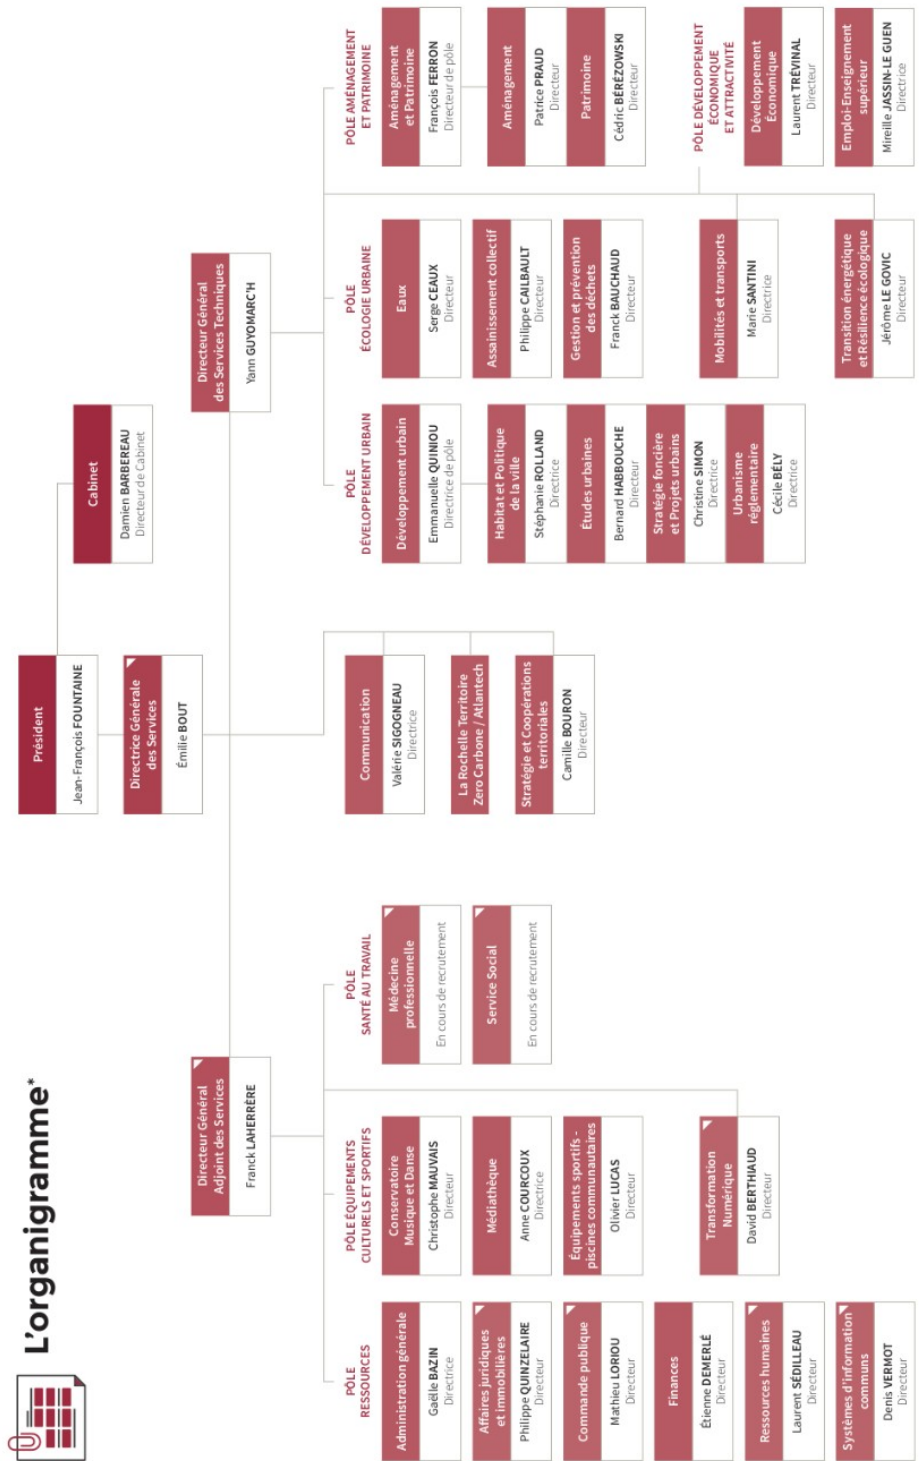 L'organigramme*
Président
Jean-François FOUNTAINE
Cabinet
Damien BARBEREAU
Directeur de Cabinet
Directrice Générale
des Services
Émilie BOUT
Directeur Général
Adjoint des Services
Franck LAHERRÈRE
Directeur Général
des Services Techniques
Yann GUYOMARC'H
PÔLE
RESSOURCES
Administration générale
Gaëlle BAZIN
Directrice
Affaires juridiques
et immobilières
Philippe QUINZELAIRE
Directeur
Commande publique
Mathieu LORIOU
Directeur
Finances
Étienne DEMERLÉ
Directeur
Ressources humaines
Laurent SÉDILLEAU
Directeur
Systèmes d'information
communs
Denis VERMOT
Directeur
PÔLE ÉQUIPEMENTS
CULTURELS ET SPORTIFS
Conservatoire
Musique et Danse
Christophe MAUVAIS
Directeur
Médiathèque
Anne COURCOUX
Directrice
Équipements sportifs -
piscines communautaires
Olivier LUCAS
Directeur
Transformation
Numérique
David BERTHIAUD
Directeur
PÔLE
SANTÉ AU TRAVAIL
Médecine
professionnelle
En cours de recrutement
Service Social
En cours de recrutement
Communication
Valérie SIGOGNEAU
Directrice
La Rochelle Territoire
Zero Carbone / Atlantech
Stratégie et Coopérations
territoriales
Camille BOURON
Directeur
PÔLE
DÉVELOPPEMENT URBAIN
Développement urbain
Emmanuelle QUINIOU
Directrice de pôle
Habitat et Politique
de la ville
Stéphanie ROLLAND
Directrice
Études urbaines
Bernard HABBOUCHE
Directeur
Stratégie foncière
et Projets urbains
Christine SIMON
Directrice
Urbanisme
réglementaire
Cécile BÉLY
Directrice
PÔLE
ÉCOLOGIE URBAINE
Eaux
Serge CEAUX
Directeur
Assainissement collectif
Philippe CAILBAULT
Directeur
Gestion et prévention
des déchets
Franck BAUCHAUD
Directeur
Mobilités et transports
Marie SANTINI
Directrice
Transition énergétique
et Résilience écologique
Jérôme LE GOVIC
Directeur
PÔLE AMÉNAGEMENT
ET PATRIMOINE
Aménagement
et Patrimoine
François FERRON
Directeur de pôle
Aménagement
Patrice PRAUD
Directeur
Patrimoine
Cédric BÉREZOWSKI
Directeur
PÔLE DÉVELOPPEMENT
ÉCONOMIQUE
ET ATTRACTIVITÉ
Développement
Économique
Laurent TRÉVINAL
Directeur
Emploi-Enseignement
supérieur
Mireille JASSIN-LE GUEN
Directrice